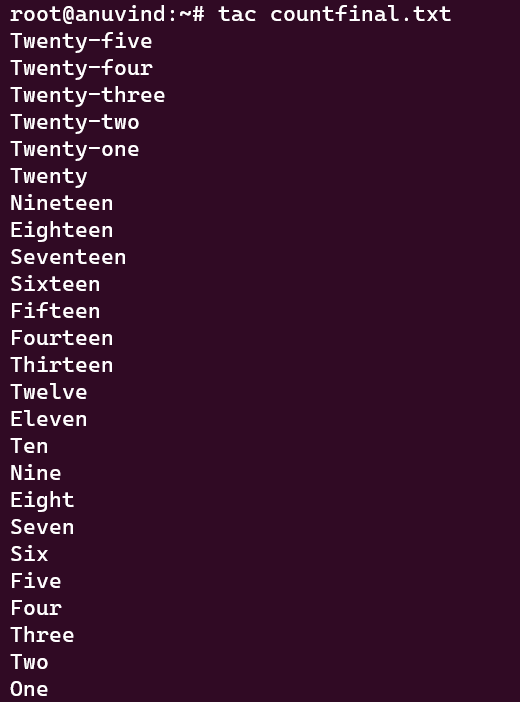 root@anuvind:~# tac countfinal.txt
Twenty-five
Twenty-four
Twenty-three
Twenty-two
Twenty-one
Twenty
Nineteen
Eighteen
Seventeen
Sixteen
Fifteen
Fourteen
Thirteen
Twelve
Eleven
Ten
Nine
Eight
Seven
Six
Five
Four
Three
Two
One